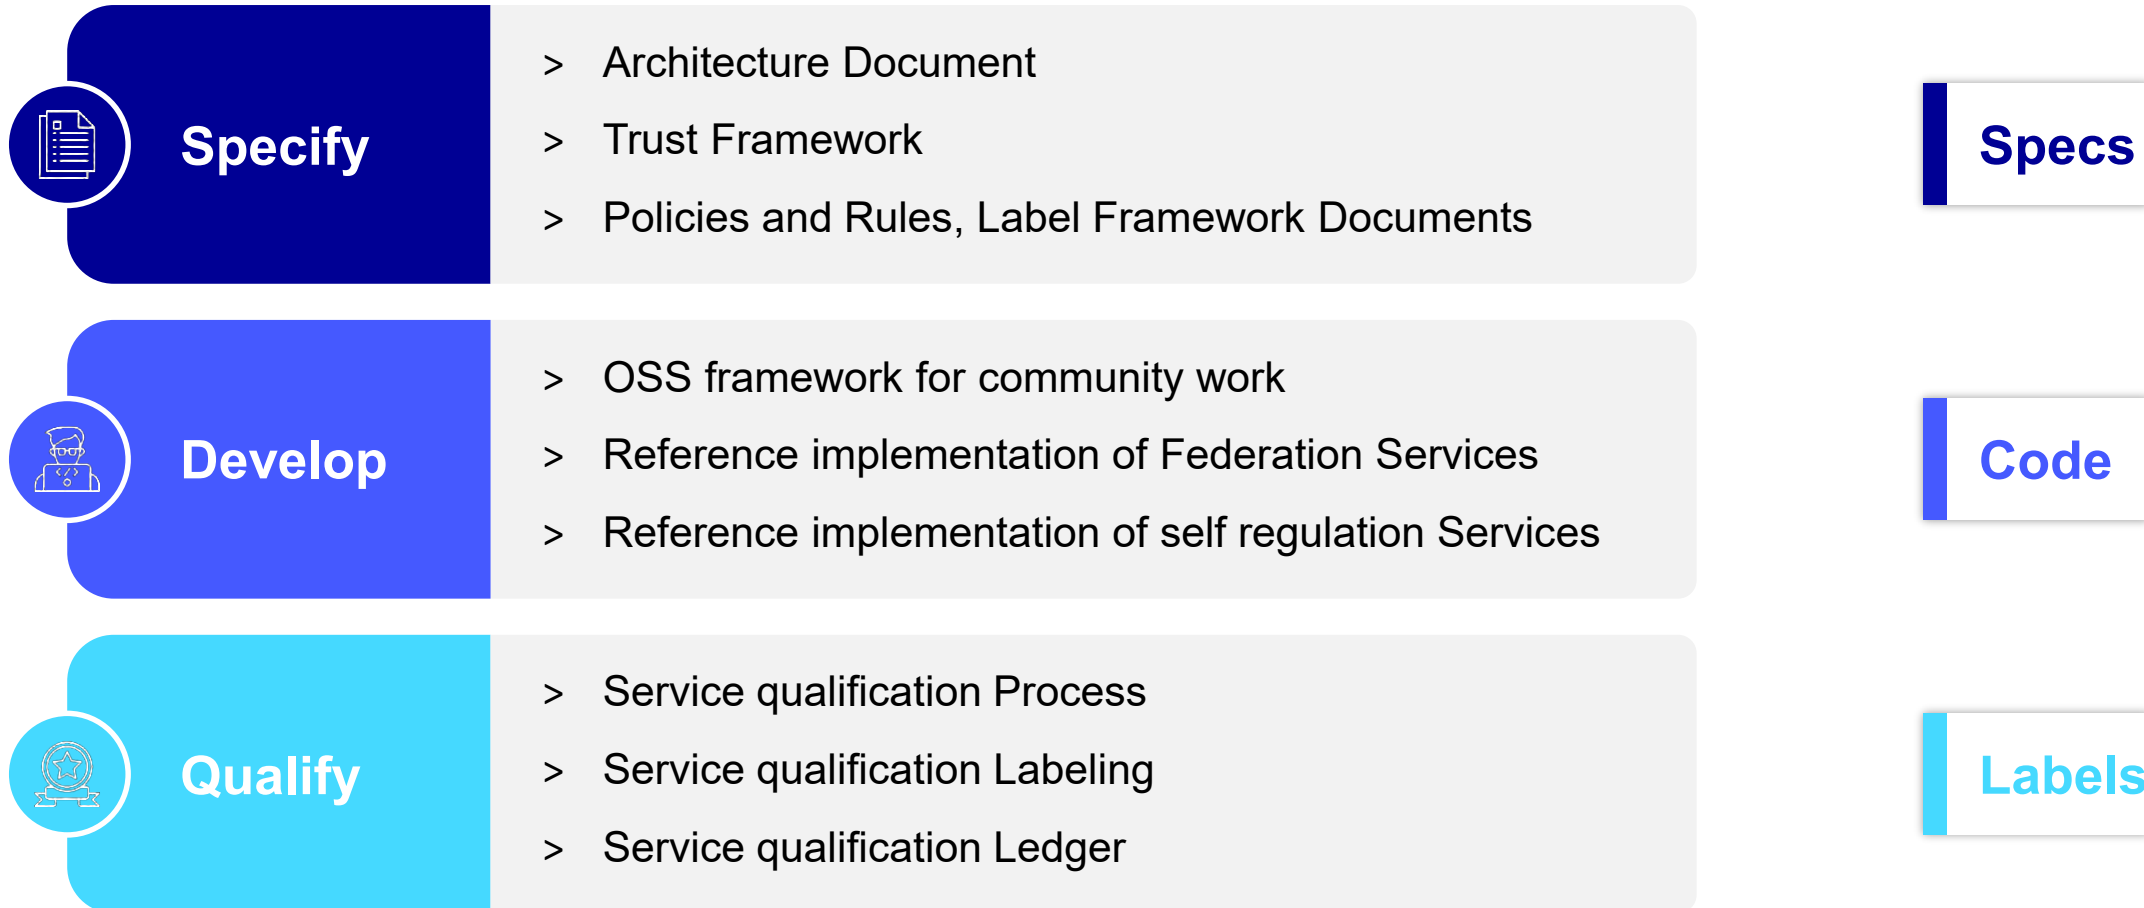 Specify
> Architecture Document
> Trust Framework
> Policies and Rules, Label Framework Documents
Specs
Develop
> OSS framework for community work
> Reference implementation of Federation Services
> Reference implementation of self regulation Services
Code
Qualify
> Service qualification Process
> Service qualification Labeling
> Service qualification Ledger
Labels